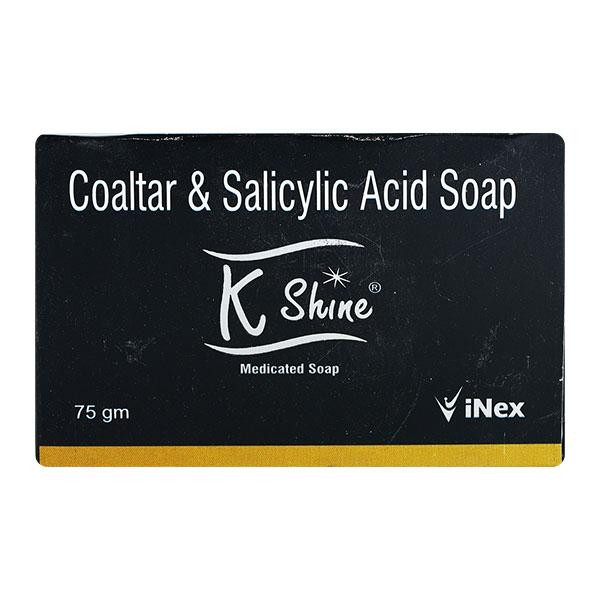 Coaltar & Salicylic Acid Soap
K Shine®
Medicated Soap
75 gm
iNex